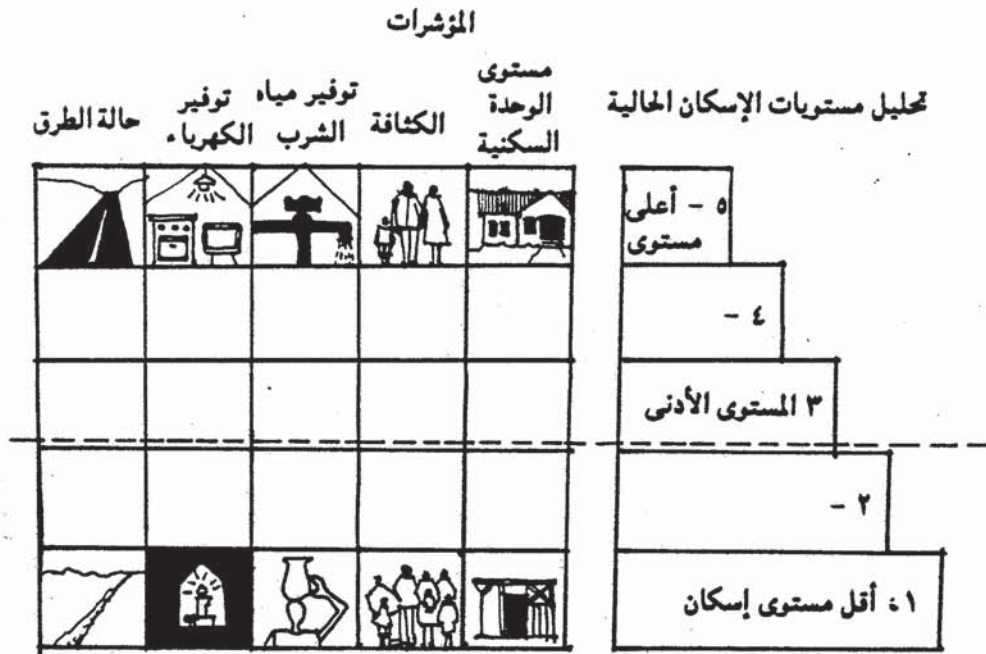 المؤشرات
تحليل مستويات الإسكان الحالية
مستوى
الوحدة
السكنية
الكثافة
توفير مياه
الشرب
توفير
الكهرباء
حالة الطرق
٥ - أعلى
مستوى
٤ -
٣ المستوى الأدنى
٢ -
١ : أقل مستوى إسكان